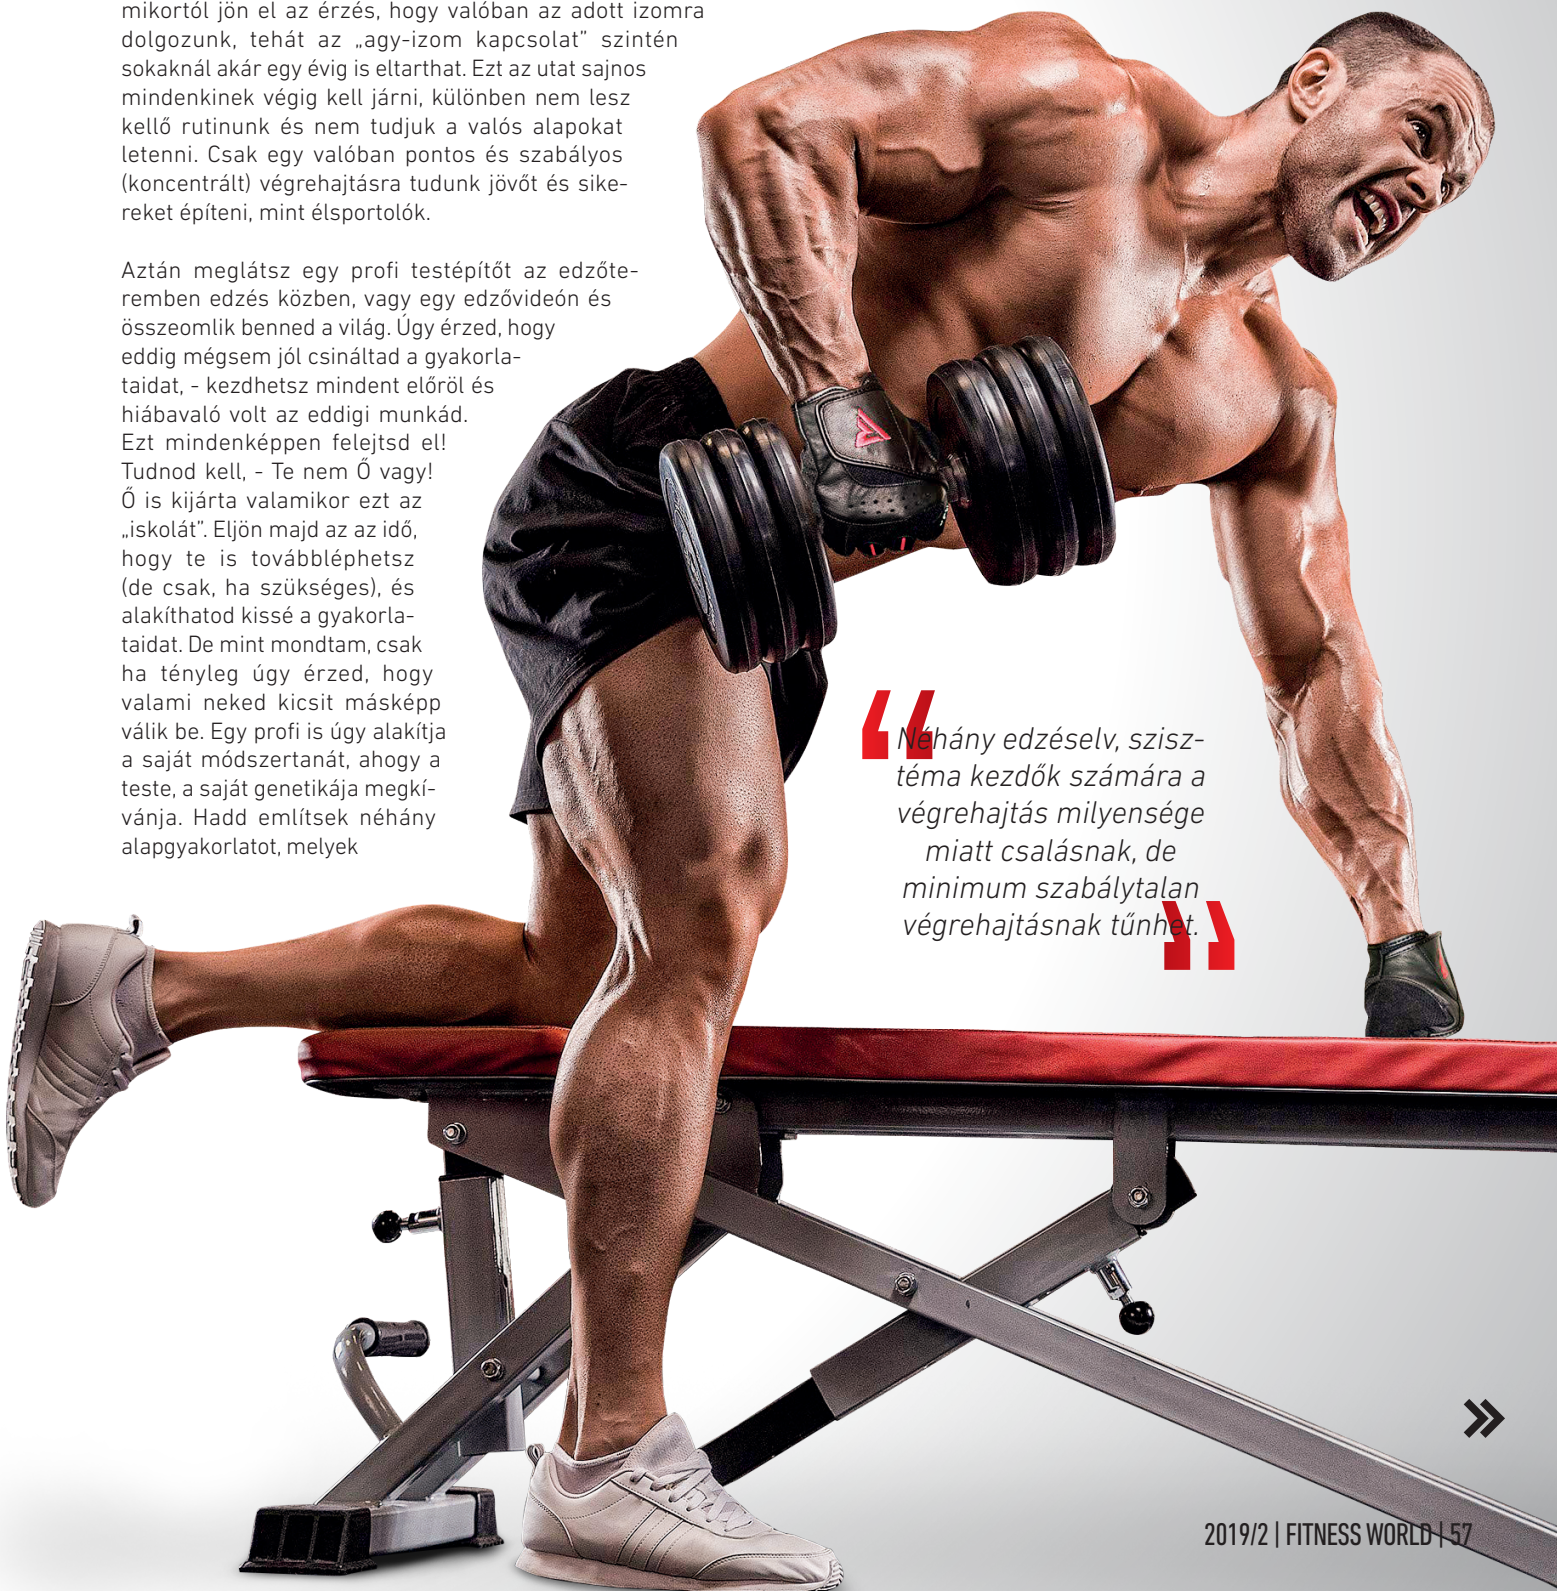 mikortól jön el az érzés, hogy valóban az adott izomra
dolgozunk, tehát az „agy-izom kapcsolat” szintén
sokaknál akár egy évig is eltarthat. Ezt az utat sajnos
mindenkinek végig kell járni, különben nem lesz
kellő rutinunk és nem tudjuk a valós alapokat
letenni. Csak egy valóban pontos és szabályos
(koncentrált) végrehajtásra tudunk jövőt és sike-
reket építeni, mint élsportolók.
Aztán meglátsz egy profi testépítőt az edzőte-
remben edzés közben, vagy egy edzővideón és
összeomlik benned a világ. Úgy érzed, hogy
eddig mégsem jól csináltad a gyakorla-
taidat, - kezdhetsz mindent előröl és
hiábavaló volt az eddigi munkád.
Ezt mindenképpen felejtsd el!
Tudnod kell, - Te nem Ő vagy!
Ő is kijárta valamikor ezt az
„iskolát”. Eljön majd az az idő,
hogy te is továbbléphetsz
(de csak, ha szükséges), és
alakíthatod kissé a gyakorla-
taidat. De mint mondtam, csak
ha tényleg úgy érzed, hogy
valami neked kicsit másképp
válik be. Egy profi is úgy alakítja
a saját módszertanát, ahogy a
teste, a saját genetikája megkí-
vánja. Hadd említsek néhány
alapgyakorlatot, melyek
Néhány edzéselv, szisz-
téma kezdők számára a
végrehajtás milyensége
miatt csalásnak, de
minimum szabálytalan
végrehajtásnak tűnhet.
2019/2 | FITNESS WORLD | 57